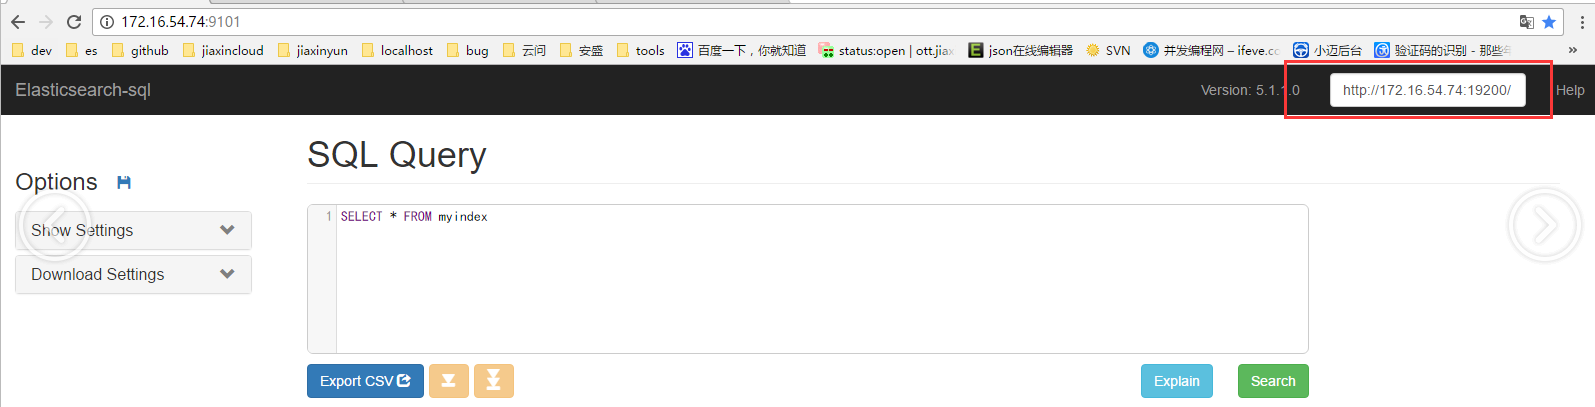 172.16.54.74:9101
dev es github jiaxincloud jiaxinyun localhost bug 云问 安盛 tools 百度一下，你就知道 status:open | ott.jiax json在线编辑器 SVN 并发编程网 – ifeve.cc 小迈后台 验证码的识别 - 那些 »
Elasticsearch-sql Version: 5.1.1.0 http://172.16.54.74:19200/ Help
SQL Query
Options
Show Settings
Download Settings
1 SELECT * FROM myindex
Export CSV Explain Search